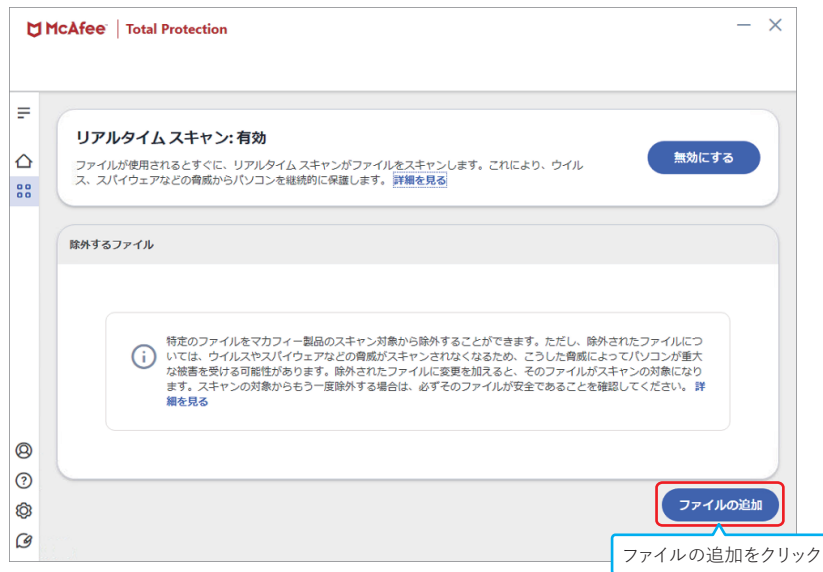 McAfee | Total Protection
リアルタイム スキャン: 有効
ファイルが使用されるとすぐに、リアルタイム スキャンがファイルをスキャンします。これにより、ウイル
ス、スパイウェアなどの脅威からパソコンを継続的に保護します。 詳細を見る
無効にする
除外するファイル
特定のファイルをマカフィー製品のスキャン対象から除外することができます。ただし、除外されたファイルにつ
いては、ウイルスやスパイウェアなどの脅威がスキャンされなくなるため、こうした脅威によってパソコンが重大
な被害を受ける可能性があります。除外されたファイルに変更を加えると、そのファイルがスキャンの対象になり
ます。スキャンの対象からもう一度除外する場合は、必ずそのファイルが安全であることを確認してください。 詳
細を見る
ファイルの追加
ファイルの追加をクリック